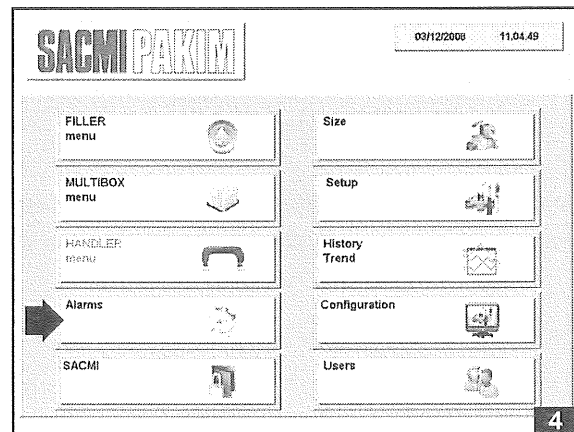 SACMI PAKIM
03/12/2008 11,04,49
FILLER
menu
Size
MULTIBOX
menu
Setup
HANDLER
menu
History
Trend
Alarms
Configuration
SACMI
Users
4